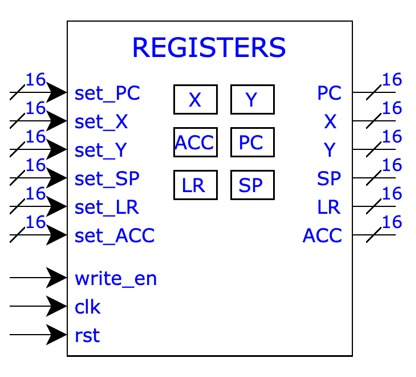 REGISTERS
16 set_PC X Y PC 16
16 set_X X 16
16 set_Y ACC PC Y 16
16 set_SP SP 16
16 set_LR LR SP LR 16
16 set_ACC ACC 16
write_en
clk
rst